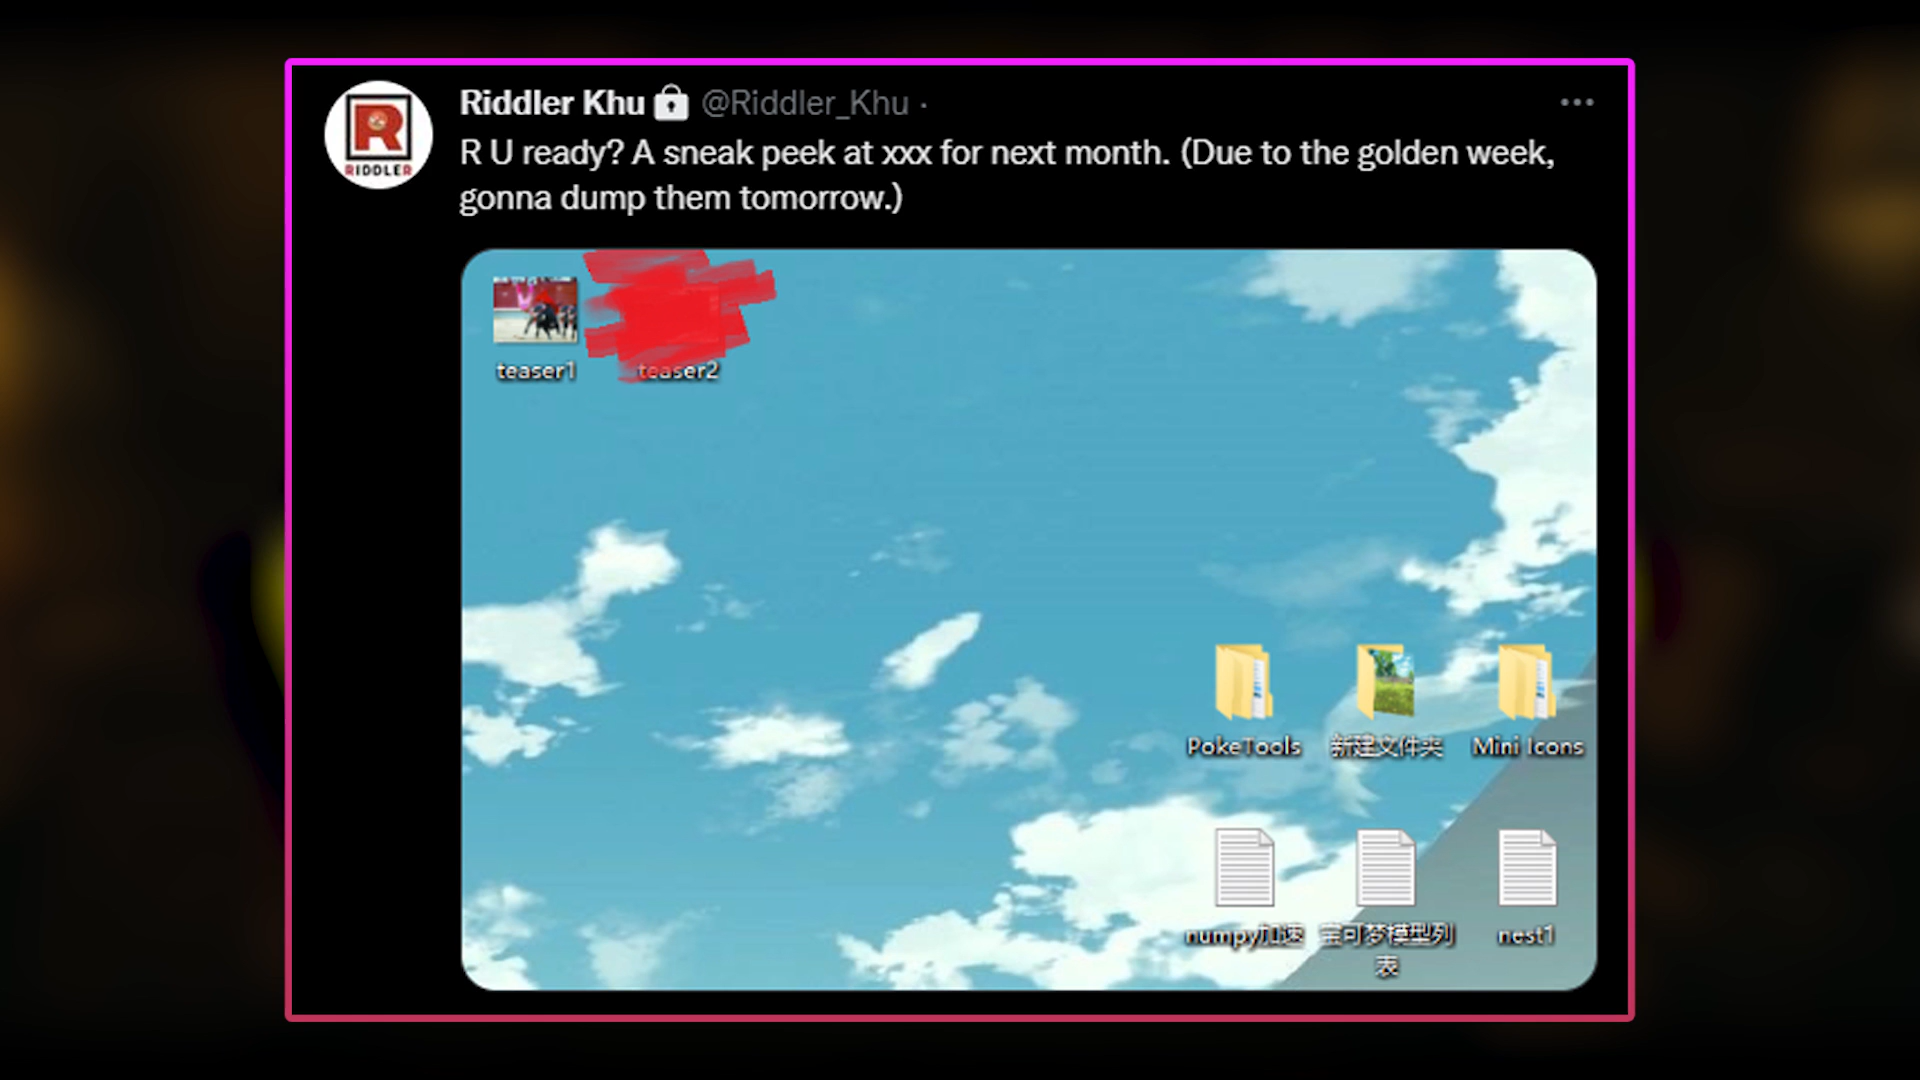 Riddler Khu @Riddler_Khu ·
R U ready? A sneak peek at xxx for next month. (Due to the golden week,
gonna dump them tomorrow.)
RIDDLER
teaser1 teaser2
PokeTools 新建文件夹 Mini Icons
numpy加速 宝可梦模型列 nest1
表